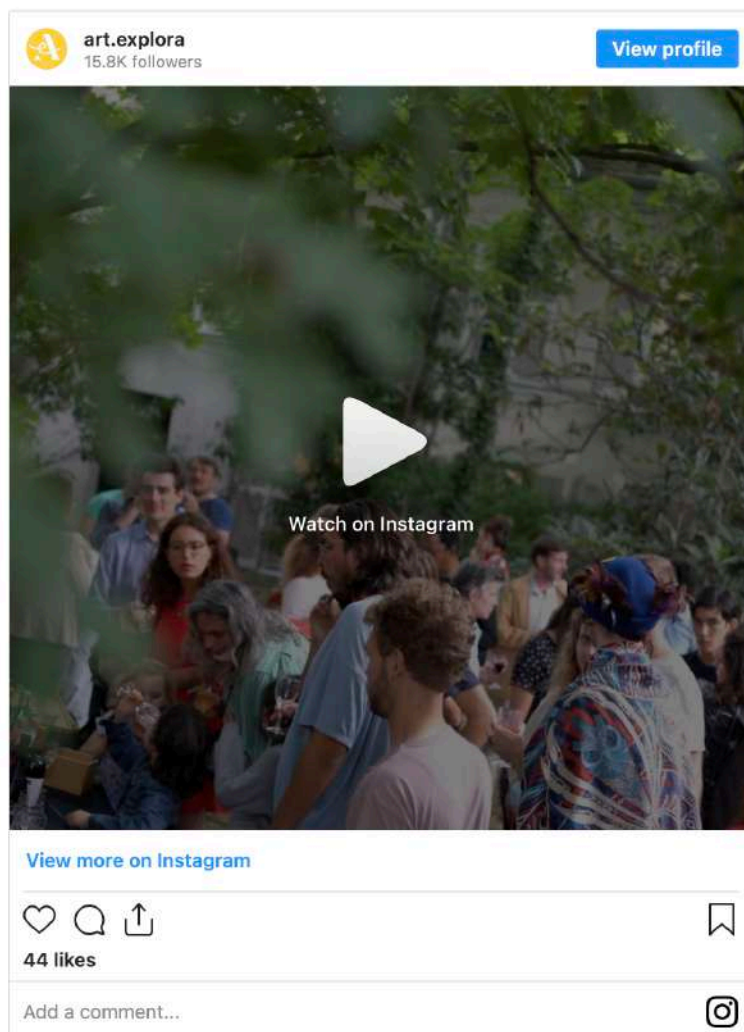 art.explora
15.8K followers
View profile
Watch on Instagram
View more on Instagram
44 likes
Add a comment...